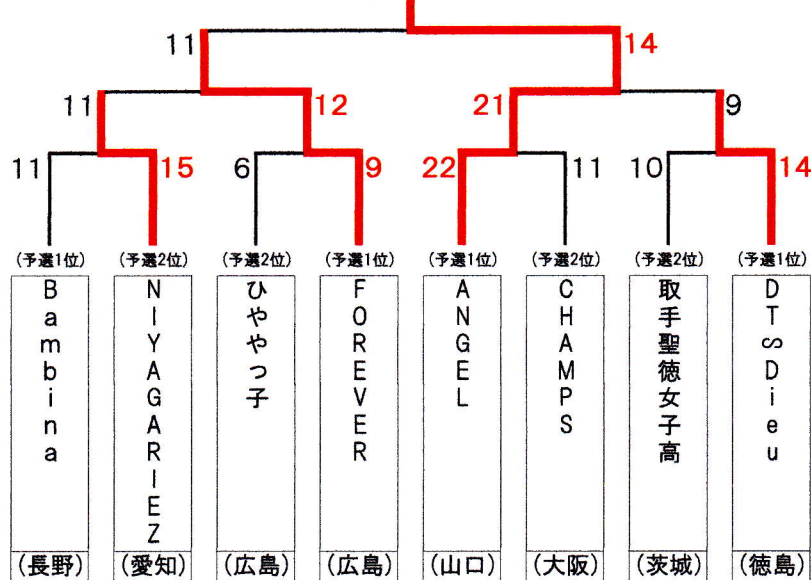 11 14
11 12 21 9
11 15 6 9 22 11 10 14
(予選1位) (予選2位) (予選2位) (予選1位) (予選1位) (予選2位) (予選2位) (予選1位)
Bambina
NIYAGARIEZ
ひややっ子
FOREVER
ANGEL
CHAMPS
取手聖徳女子高
DT∽Dieu
(長野) (愛知) (広島) (広島) (山口) (大阪) (茨城) (徳島)